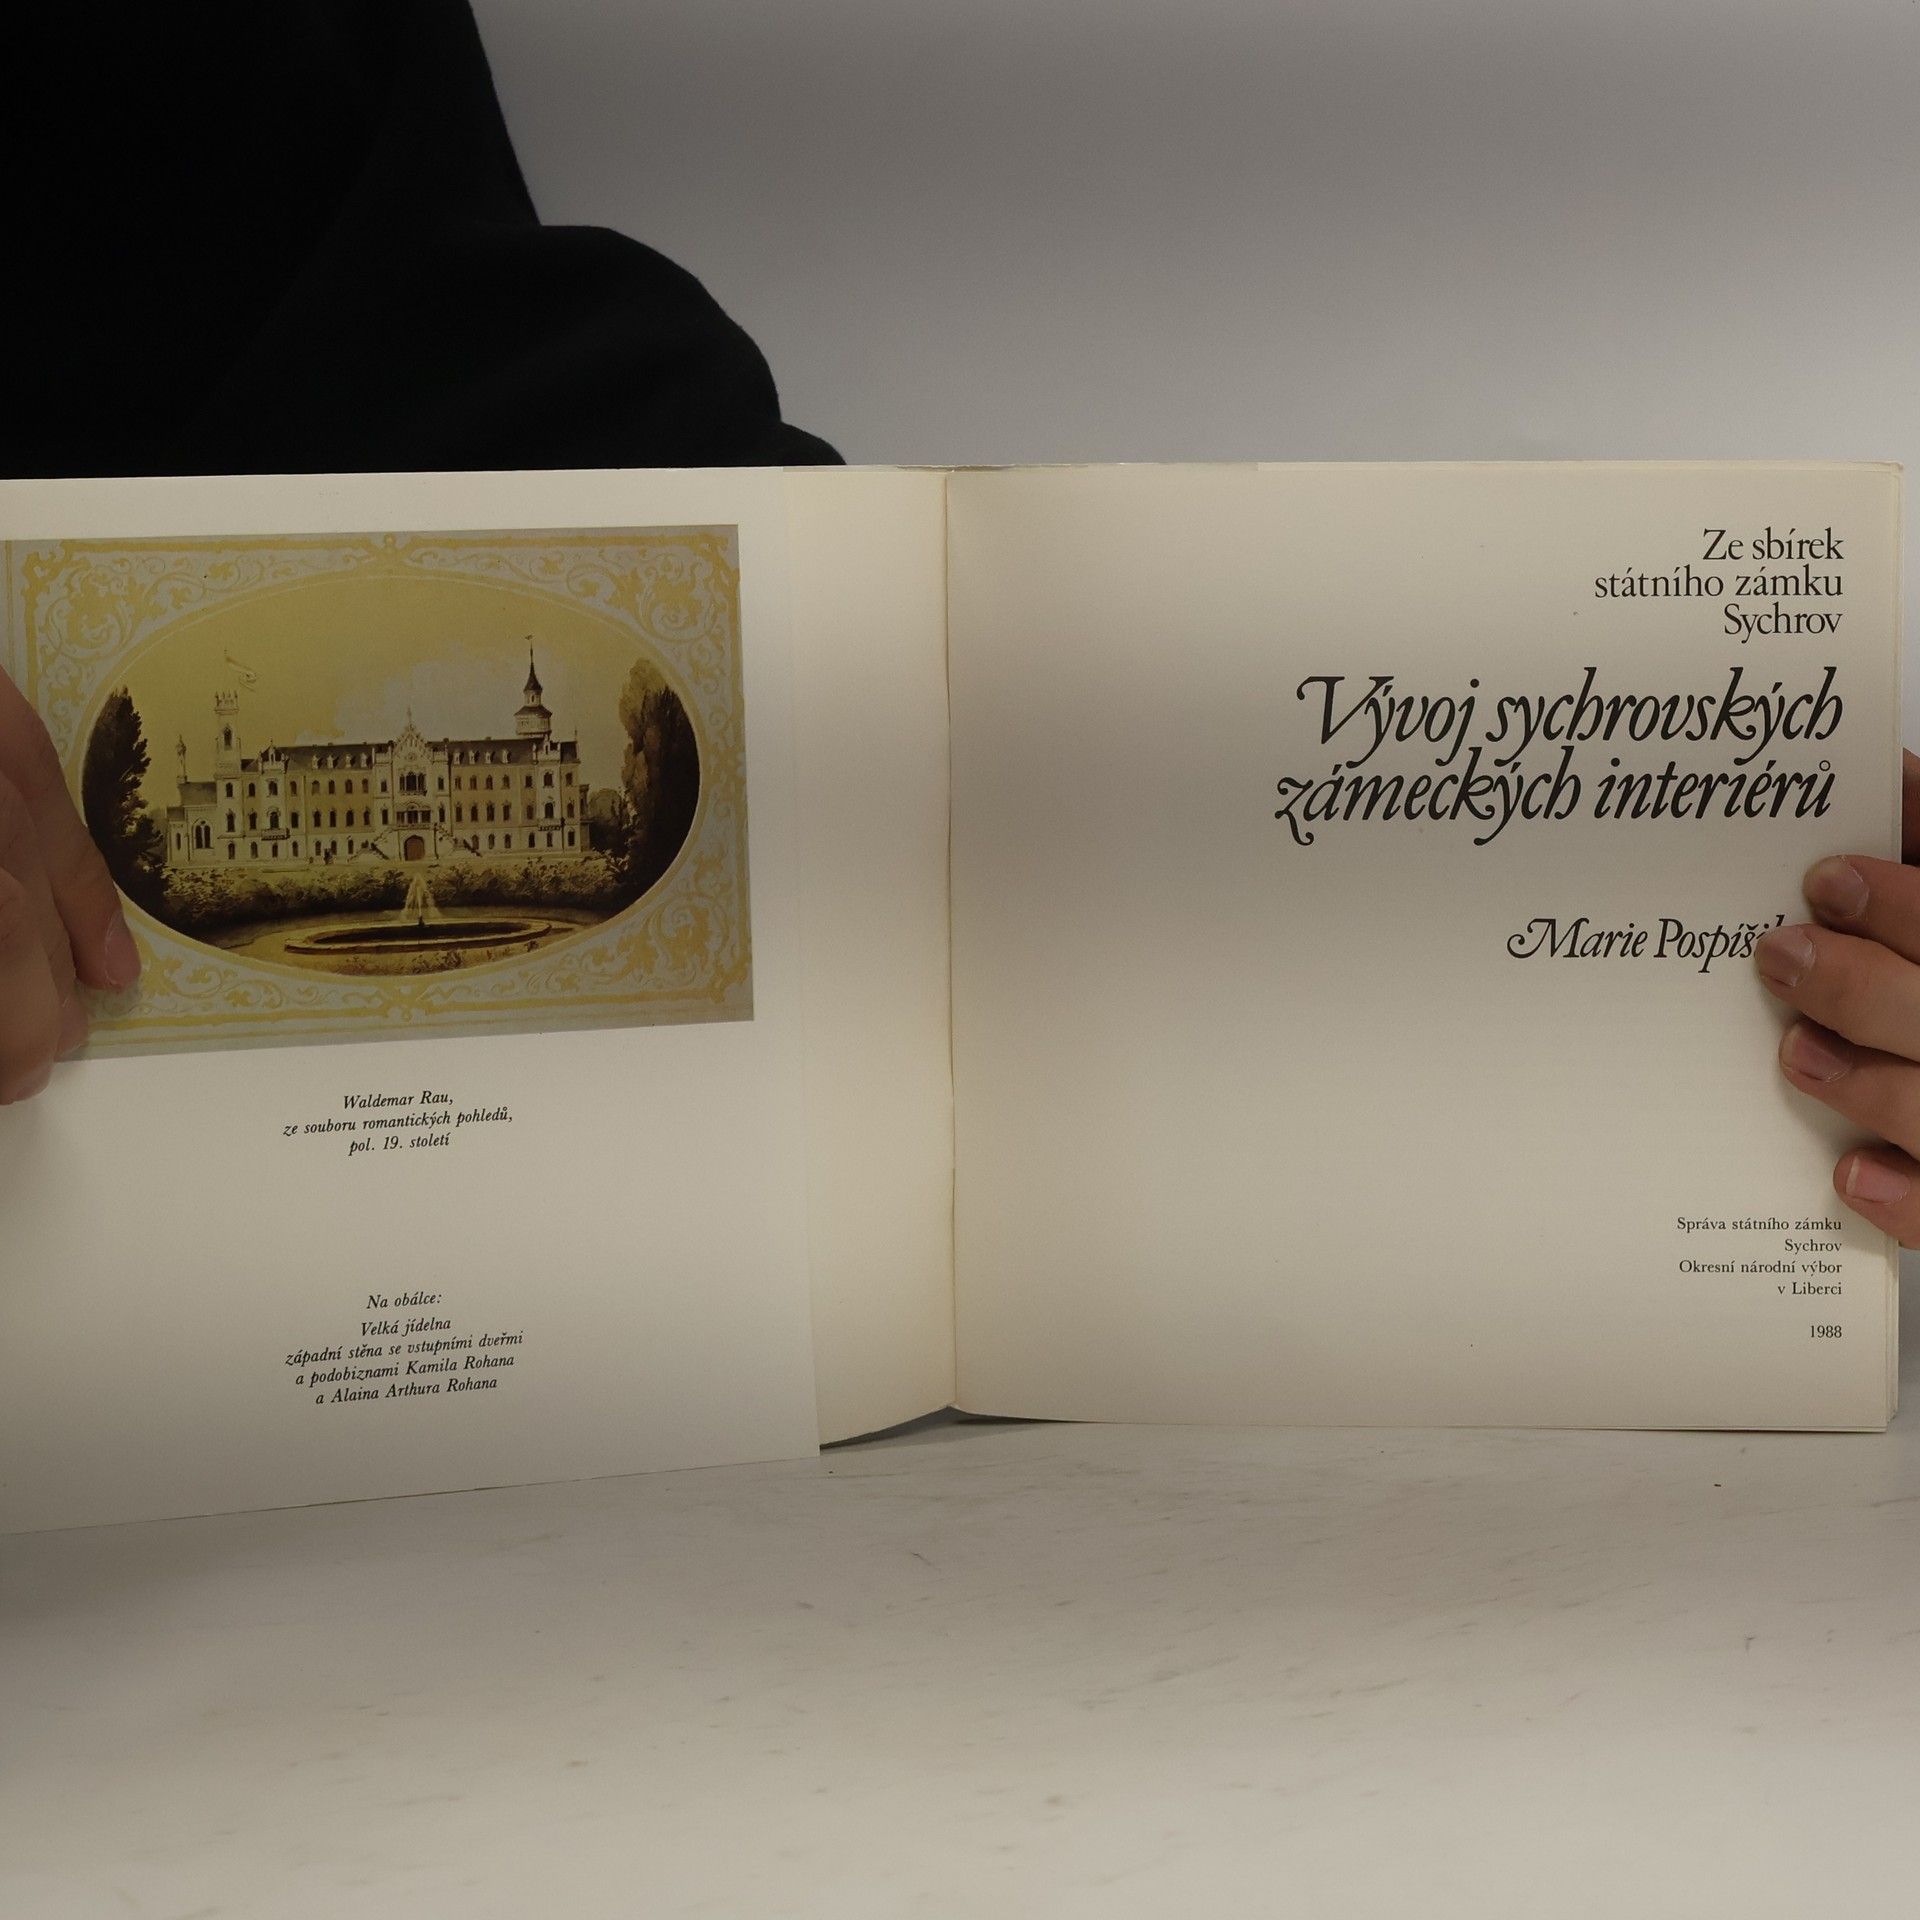 Waldemar Rau,
ze souboru romantických pohledů,
pol. 19. století
Na obálce:
Velká jídelna
západní stěna se vstupními dveřmi
a podobiznami Kamila Rohana
a Alaina Arthura Rohana
Ze sbírek
státního zámku
Sychrov
Vývoj sychrovských
zámeckých interiérů
Marie
Správa státního zámku
Sychrov
Okresní národní výbor
v Liberci
1988